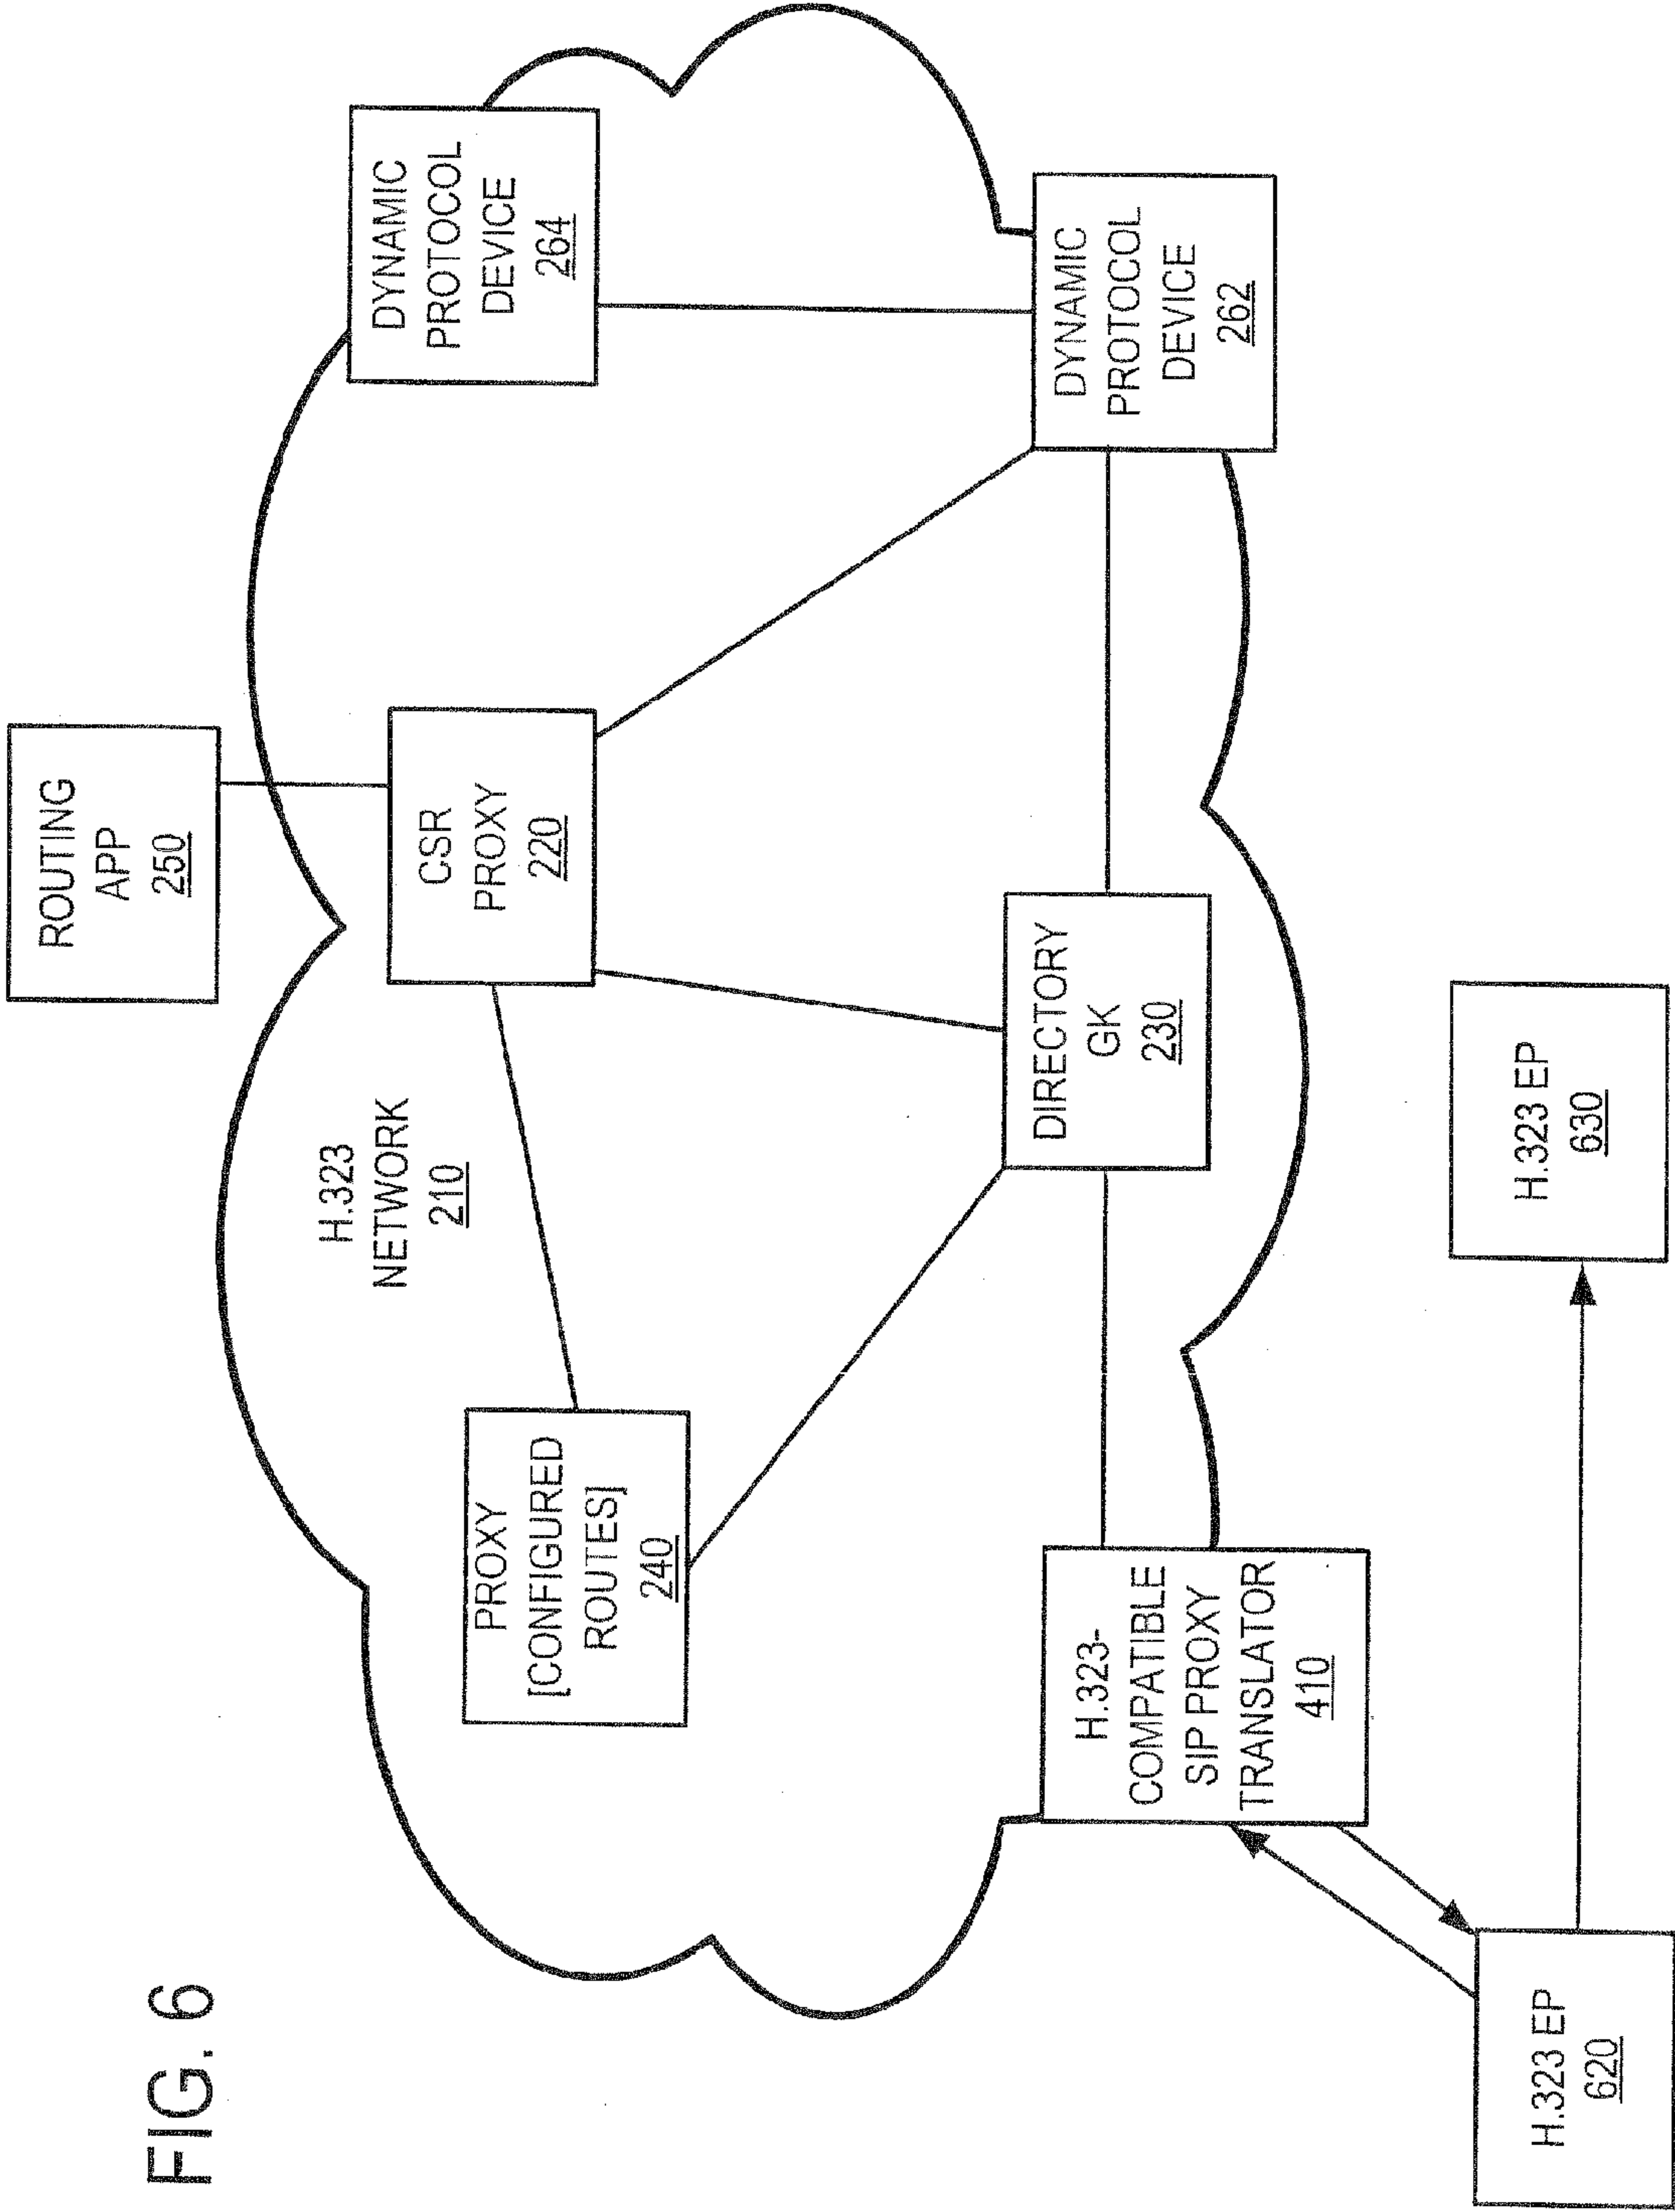 FIG. 6
ROUTING
APP
250
H.323
NETWORK
210
CSR
PROXY
220
DYNAMIC
PROTOCOL
DEVICE
264
PROXY
[CONFIGURED
ROUTES]
240
DIRECTORY
GK
230
DYNAMIC
PROTOCOL
DEVICE
262
H.323-
COMPATIBLE
SIP PROXY
TRANSLATOR
410
H.323 EP
620
H.323 EP
630